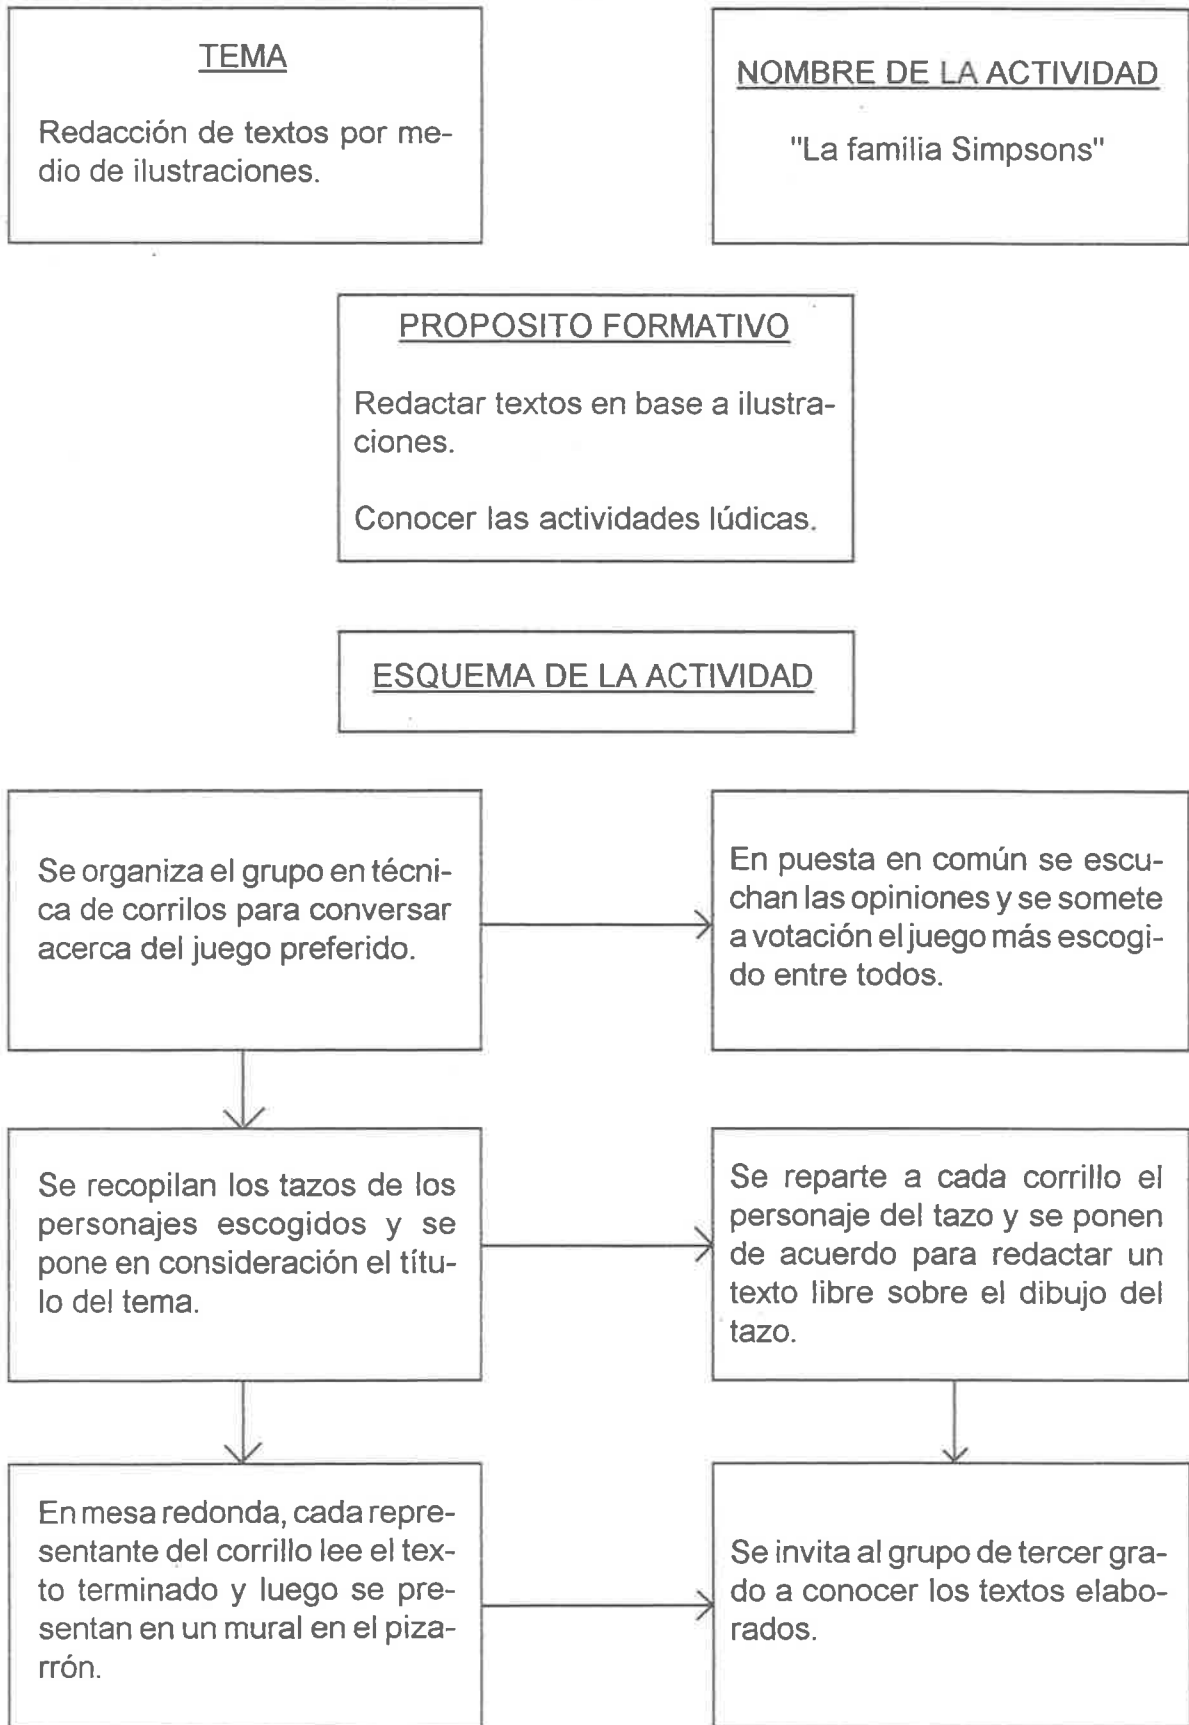 TEMA
Redacción de textos por me-
dio de ilustraciones.
NOMBRE DE LA ACTIVIDAD
"La familia Simpsons"
PROPOSITO FORMATIVO
Redactar textos en base a ilustra-
ciones.
Conocer las actividades lúdicas.
ESQUEMA DE LA ACTIVIDAD
Se organiza el grupo en técni-
ca de corrilos para conversar
acerca del juego preferido.
En puesta en común se escu-
chan las opiniones y se somete
a votación el juego más escogi-
do entre todos.
Se recopilan los tazos de los
personajes escogidos y se
pone en consideración el títu-
lo del tema.
Se reparte a cada corrillo el
personaje del tazo y se ponen
de acuerdo para redactar un
texto libre sobre el dibujo del
tazo.
En mesa redonda, cada repre-
sentante del corrillo lee el tex-
to terminado y luego se pre-
sentan en un mural en el piza-
rrón.
Se invita al grupo de tercer gra-
do a conocer los textos elabo-
rados.